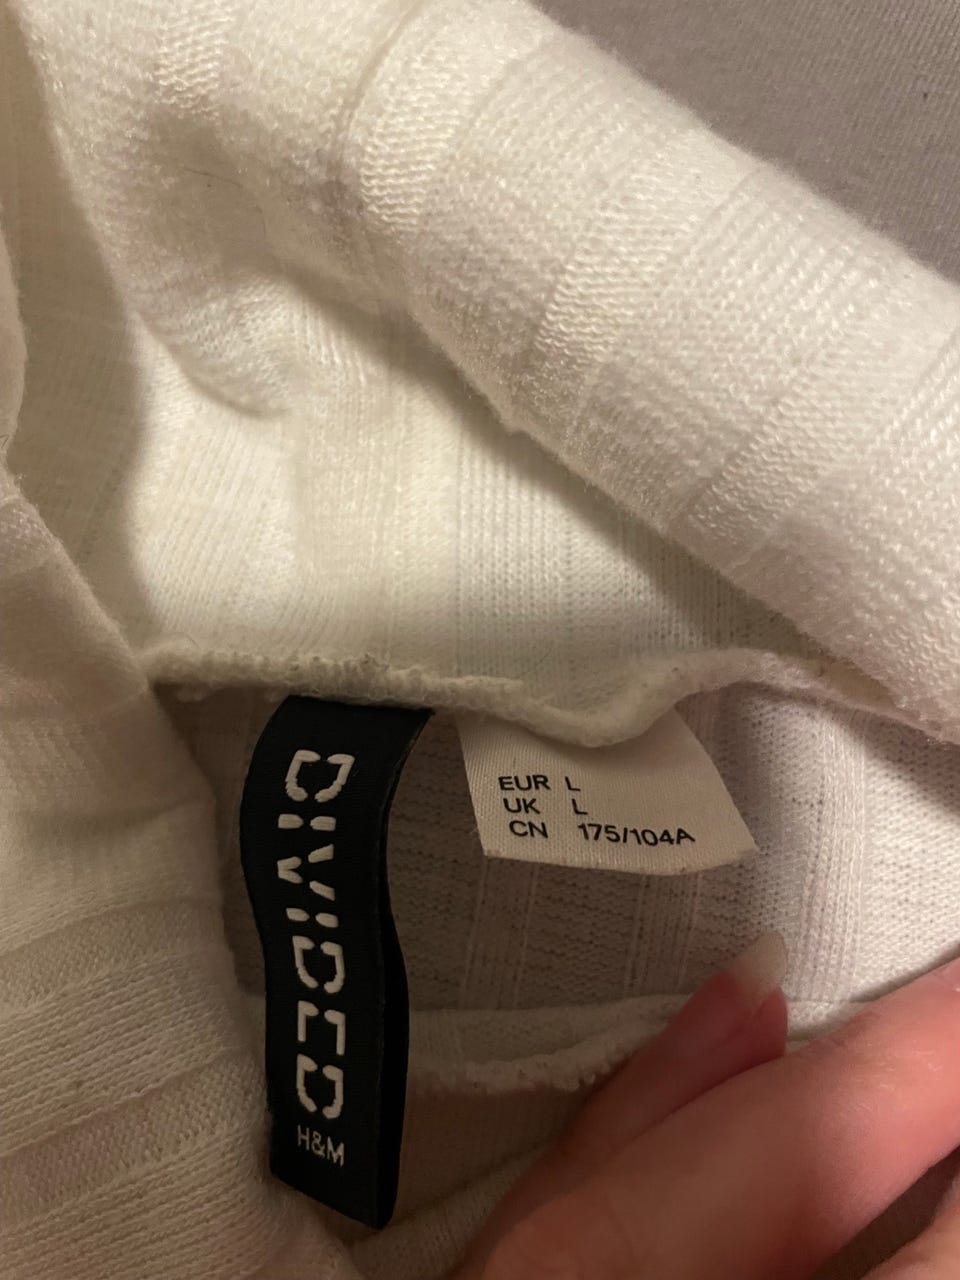 DIVIDED
H&M
EUR L
UK L
CN 175/104A